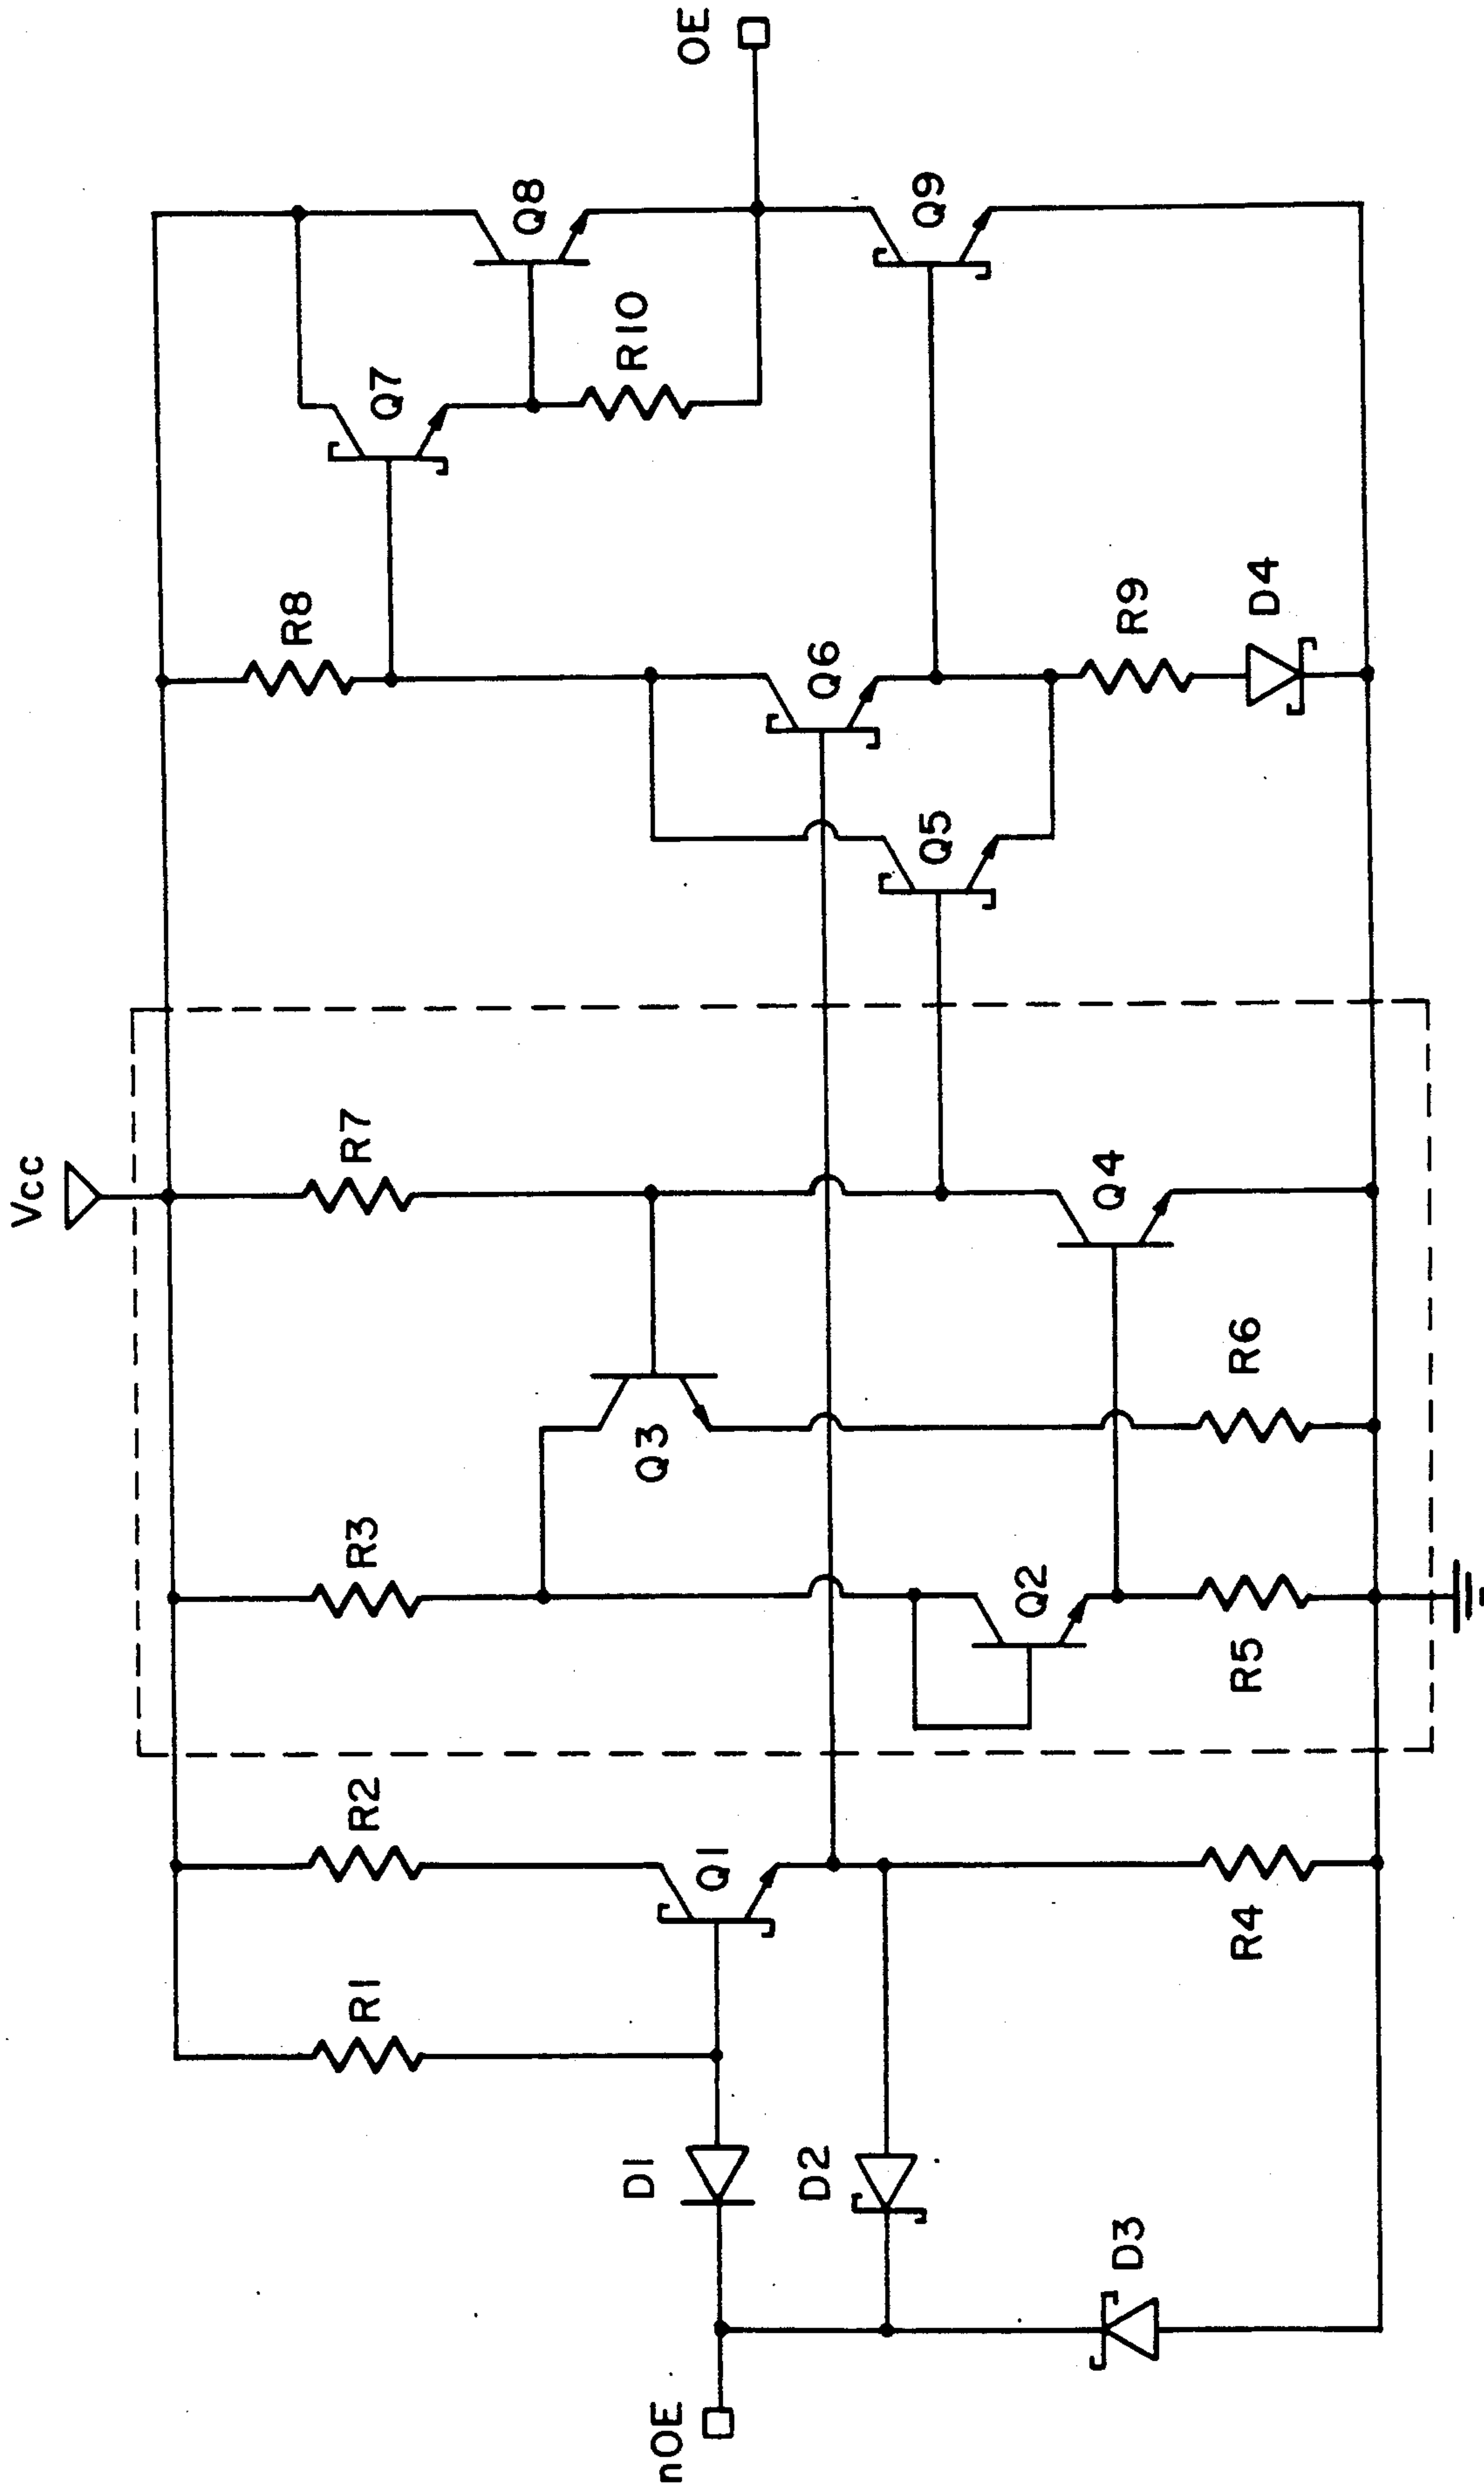 Vcc
OE
nOE
R1
R2
R3
R7
R8
Q7
Q8
R10
Q1
Q3
Q6
Q9
D1
D2
Q2
Q4
Q5
R9
D4
D3
R4
R5
R6